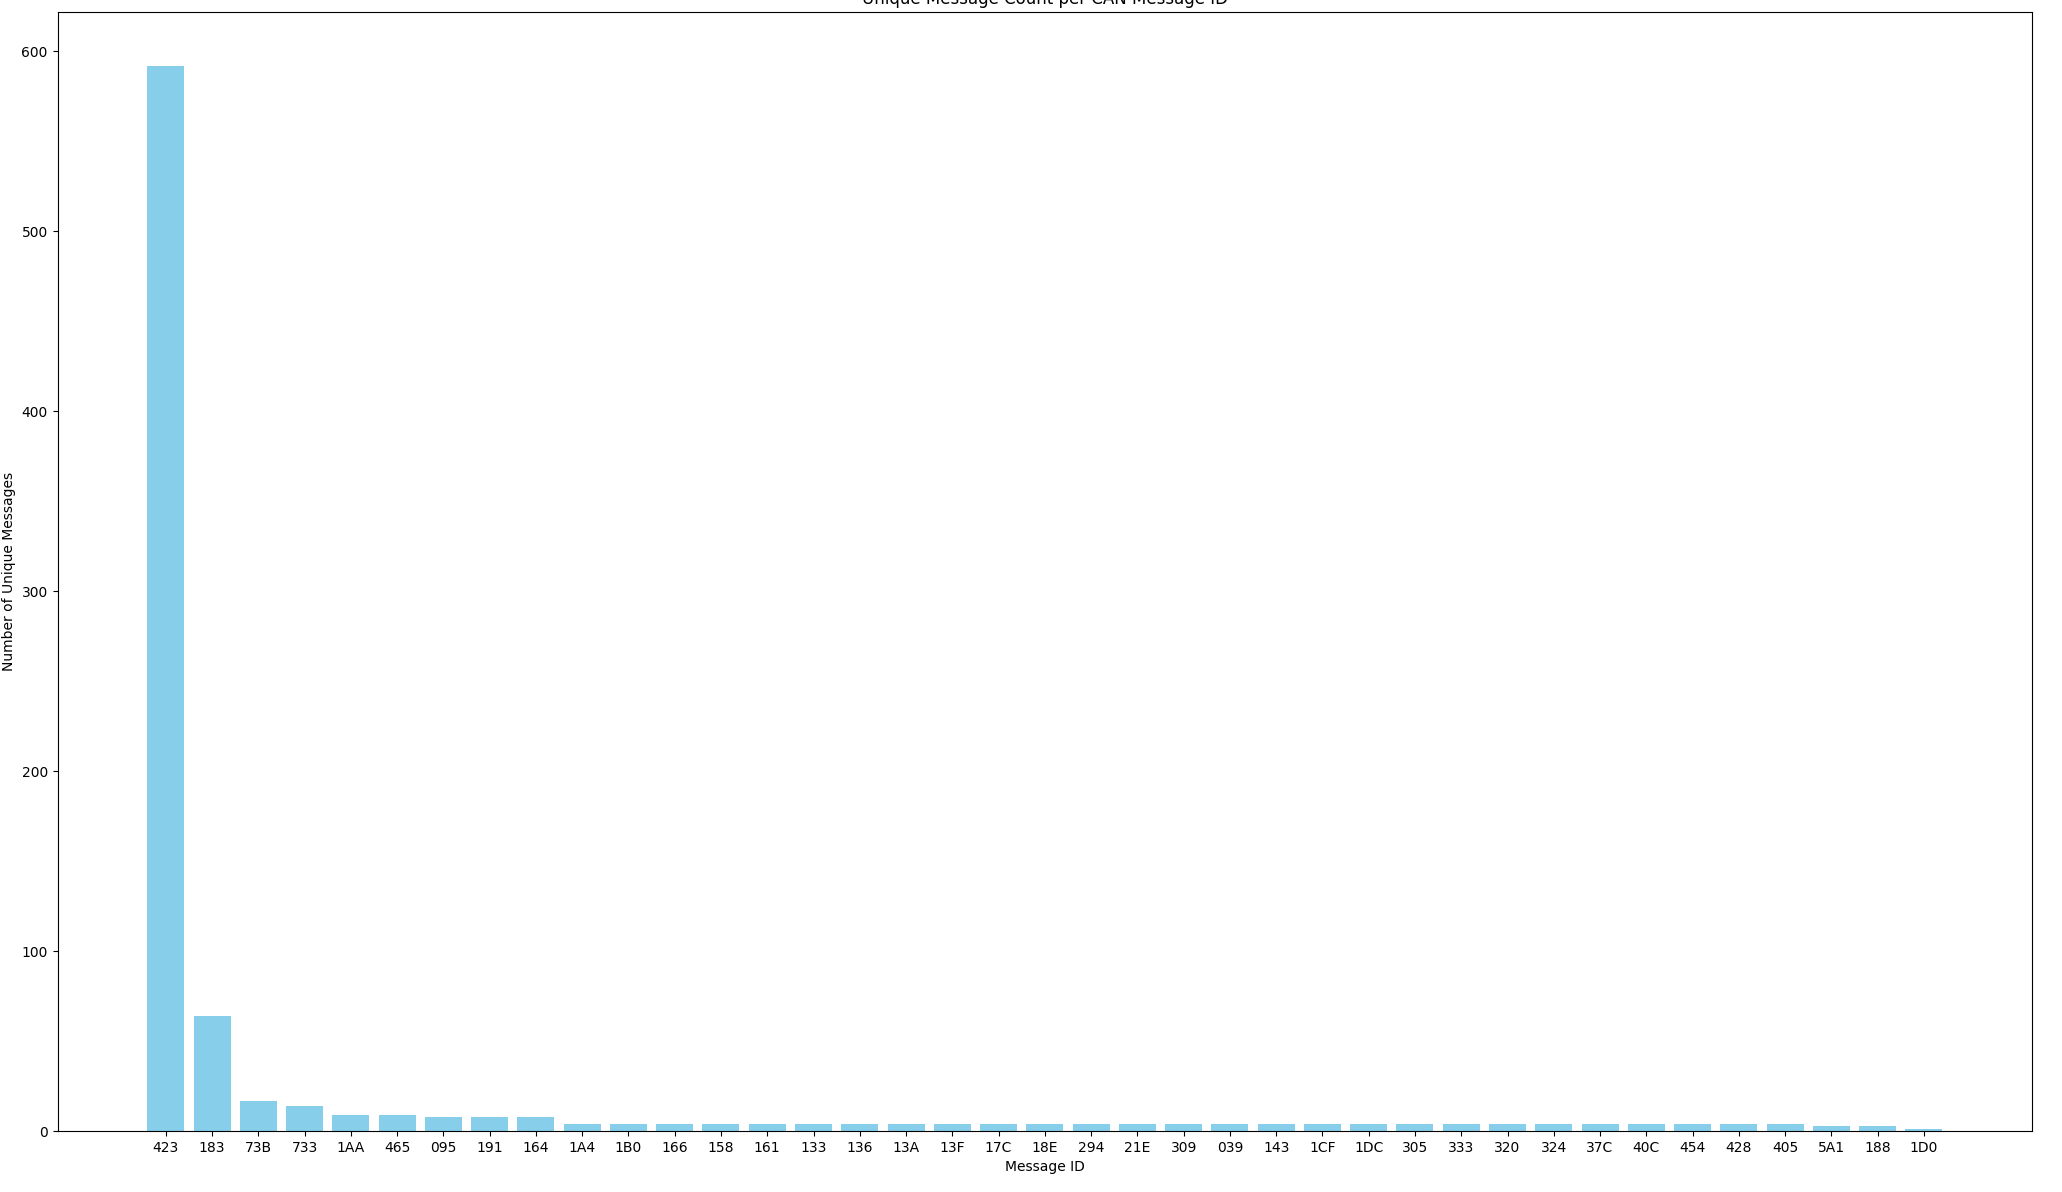 Unique Message Count per CAN Message ID
600
500
400
300
200
100
0
Number of Unique Messages
423 183 73B 733 1AA 465 095 191 164 1A4 1B0 166 158 161 133 136 13A 13F 17C 18E 294 21E 309 039 143 1CF 1DC 305 333 320 324 37C 40C 454 428 405 5A1 188 1D0
Message ID